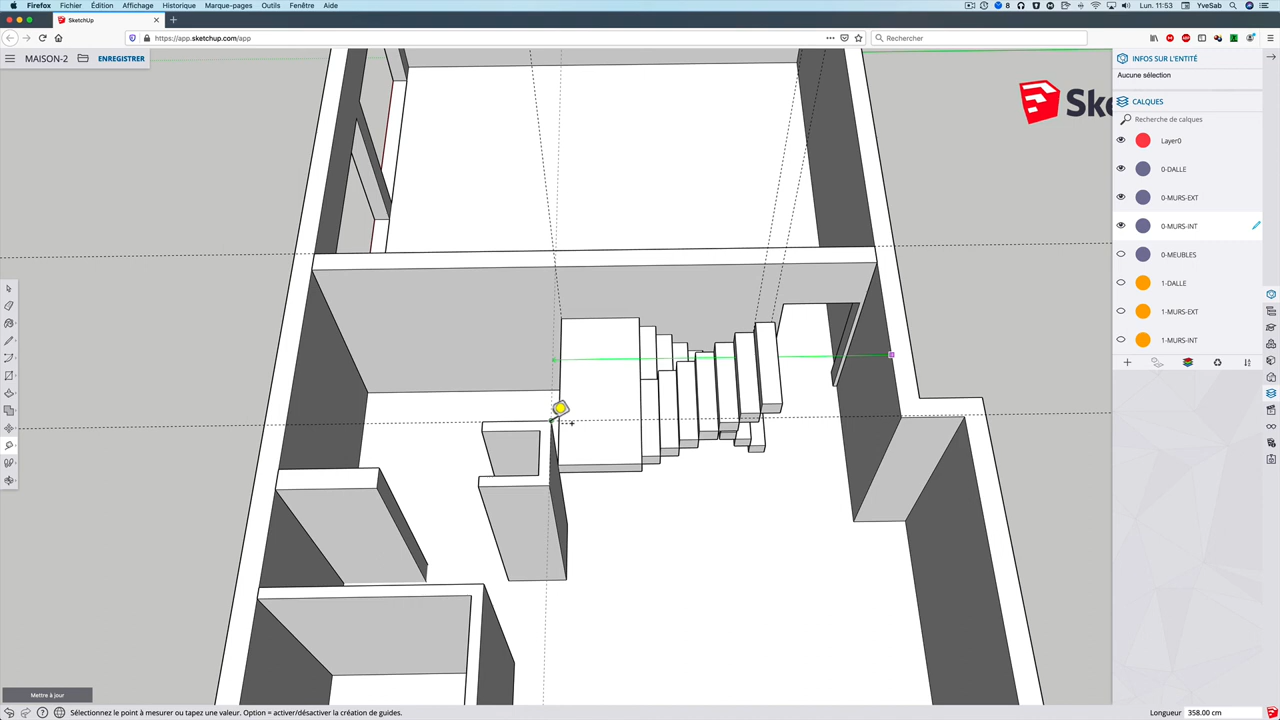 Firefox Fichier Édition Affichage Historique Marque-pages Outils Fenêtre Aide
8 Lun. 11:53 YveSab
SketchUp
https://app.sketchup.com/app
Rechercher
MAISON-2 ENREGISTRER
Ske
INFOS SUR L'ENTITÉ
Aucune sélection
CALQUES
Recherche de calques
Layer0
0-DALLE
0-MURS-EXT
0-MURS-INT
0-MEUBLES
1-DALLE
1-MURS-EXT
1-MURS-INT
Mettre à jour
Sélectionnez le point à mesurer ou tapez une valeur. Option = activer/désactiver la création de guides.
Longueur 358.00 cm